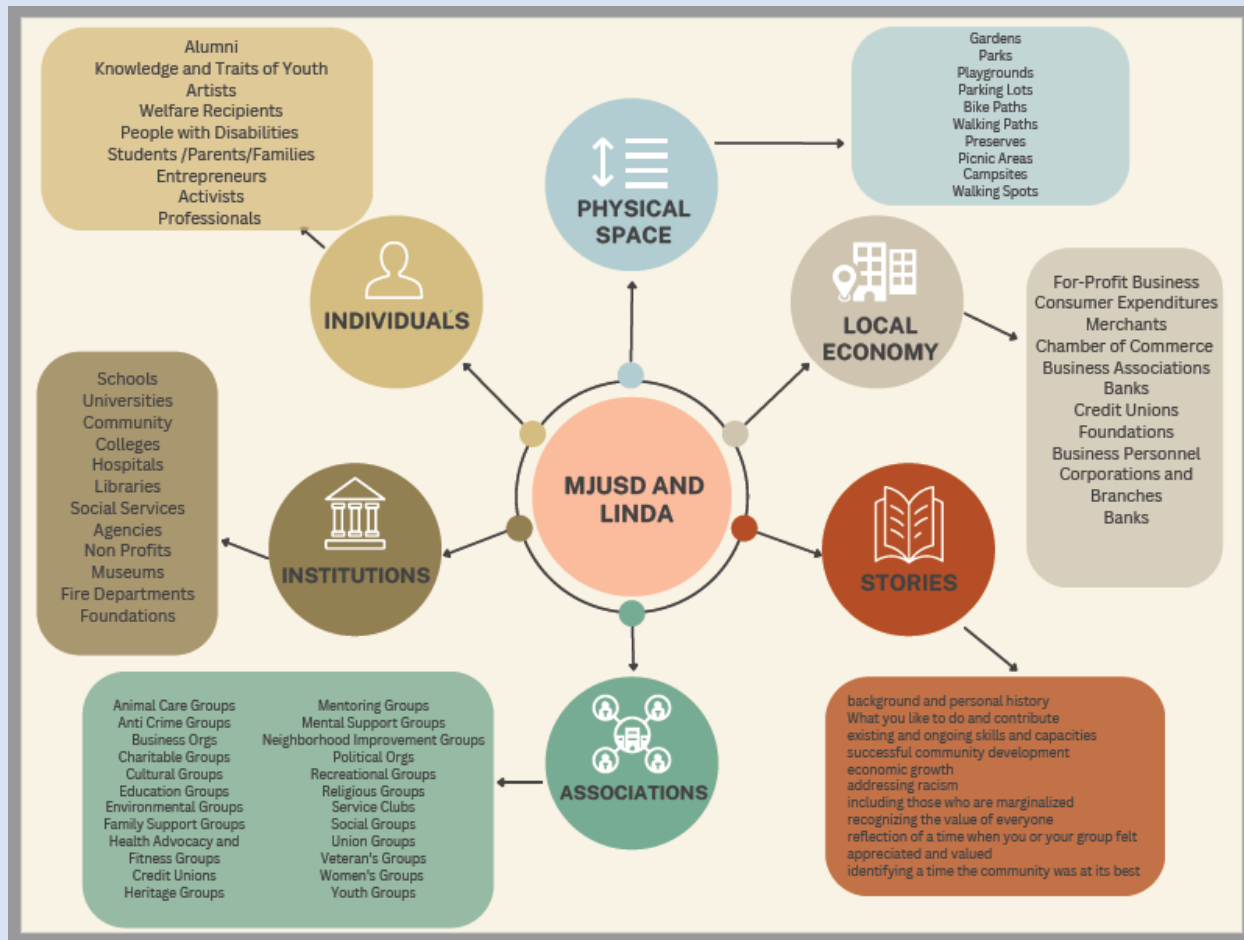 Alumni
Knowledge and Traits of Youth
Artists
Welfare Recipients
People with Disabilities
Students /Parents/Families
Entrepreneurs
Activists
Professionals
PHYSICAL
SPACE
Gardens
Parks
Playgrounds
Parking Lots
Bike Paths
Walking Paths
Preserves
Picnic Areas
Campsites
Walking Spots
INDIVIDUALS
LOCAL
ECONOMY
For-Profit Business
Consumer Expenditures
Merchants
Chamber of Commerce
Business Associations
Banks
Credit Unions
Foundations
Business Personnel
Corporations and
Branches
Banks
Schools
Universities
Community
Colleges
Hospitals
Libraries
Social Services
Agencies
Non Profits
Museums
Fire Departments
Foundations
INSTITUTIONS
MJUSD AND
LINDA
STORIES
Animal Care Groups
Anti Crime Groups
Business Orgs
Charitable Groups
Cultural Groups
Education Groups
Environmental Groups
Family Support Groups
Health Advocacy and
Fitness Groups
Credit Unions
Heritage Groups
Mentoring Groups
Mental Support Groups
Neighborhood Improvement Groups
Political Orgs
Recreational Groups
Religious Groups
Service Clubs
Social Groups
Union Groups
Veteran's Groups
Women's Groups
Youth Groups
ASSOCIATIONS
background and personal history
What you like to do and contribute
existing and ongoing skills and capacities
successful community development
economic growth
addressing racism
including those who are marginalized
recognizing the value of everyone
reflection of a time when you or your group felt
appreciated and valued
identifying a time the community was at its best